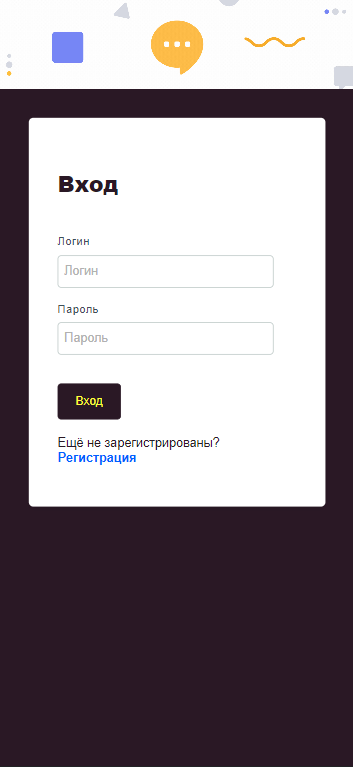 Вход
Логин
Логин
Пароль
Пароль
Вход
Ещё не зарегистрированы?
Регистрация